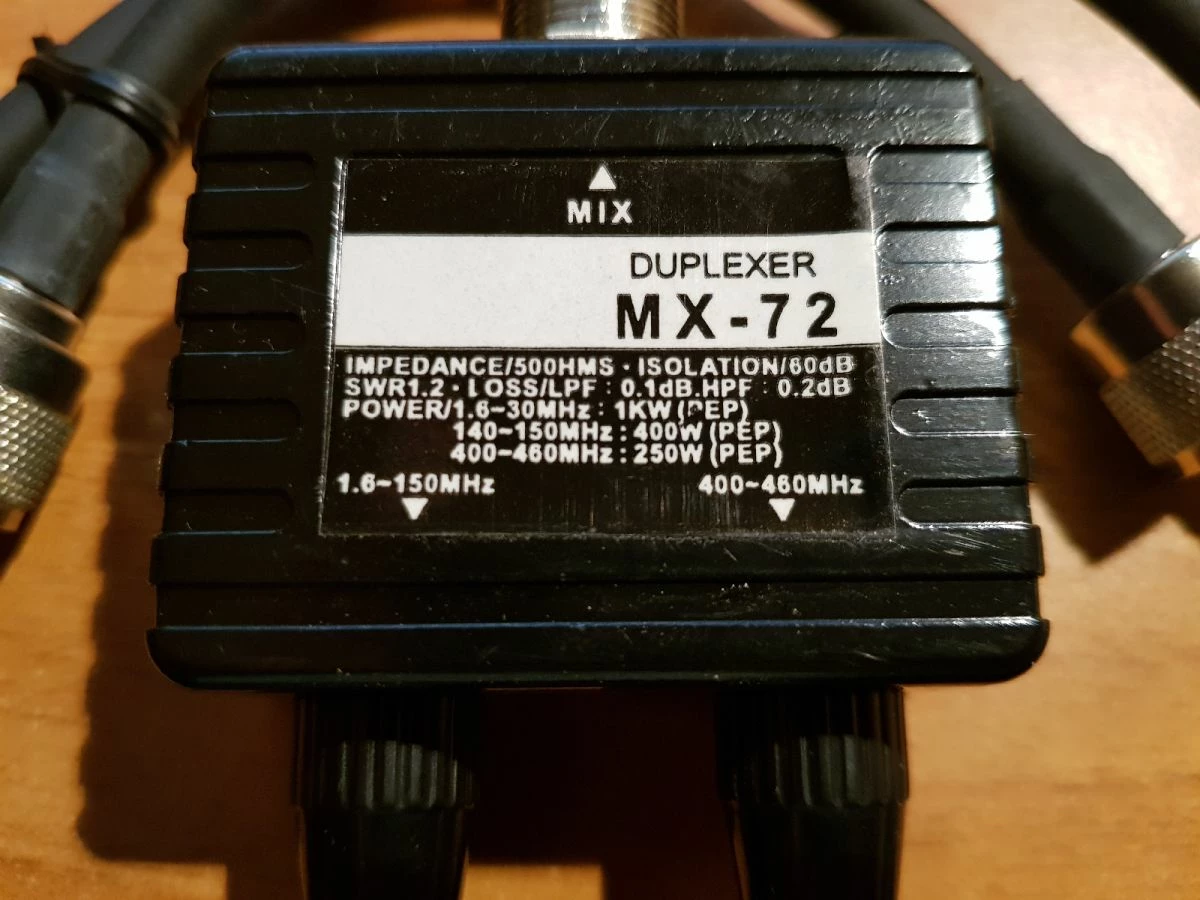 MIX
DUPLEXER
MX-72
IMPEDANCE/50OHMS · ISOLATION/60dB
SWR1.2 · LOSS/LPF : 0.1dB.HPF : 0.2dB
POWER/1.6~30MHz : 1KW (PEP)
140~150MHz : 400W (PEP)
400~460MHz : 250W (PEP)
1.6~150MHz 400~460MHz